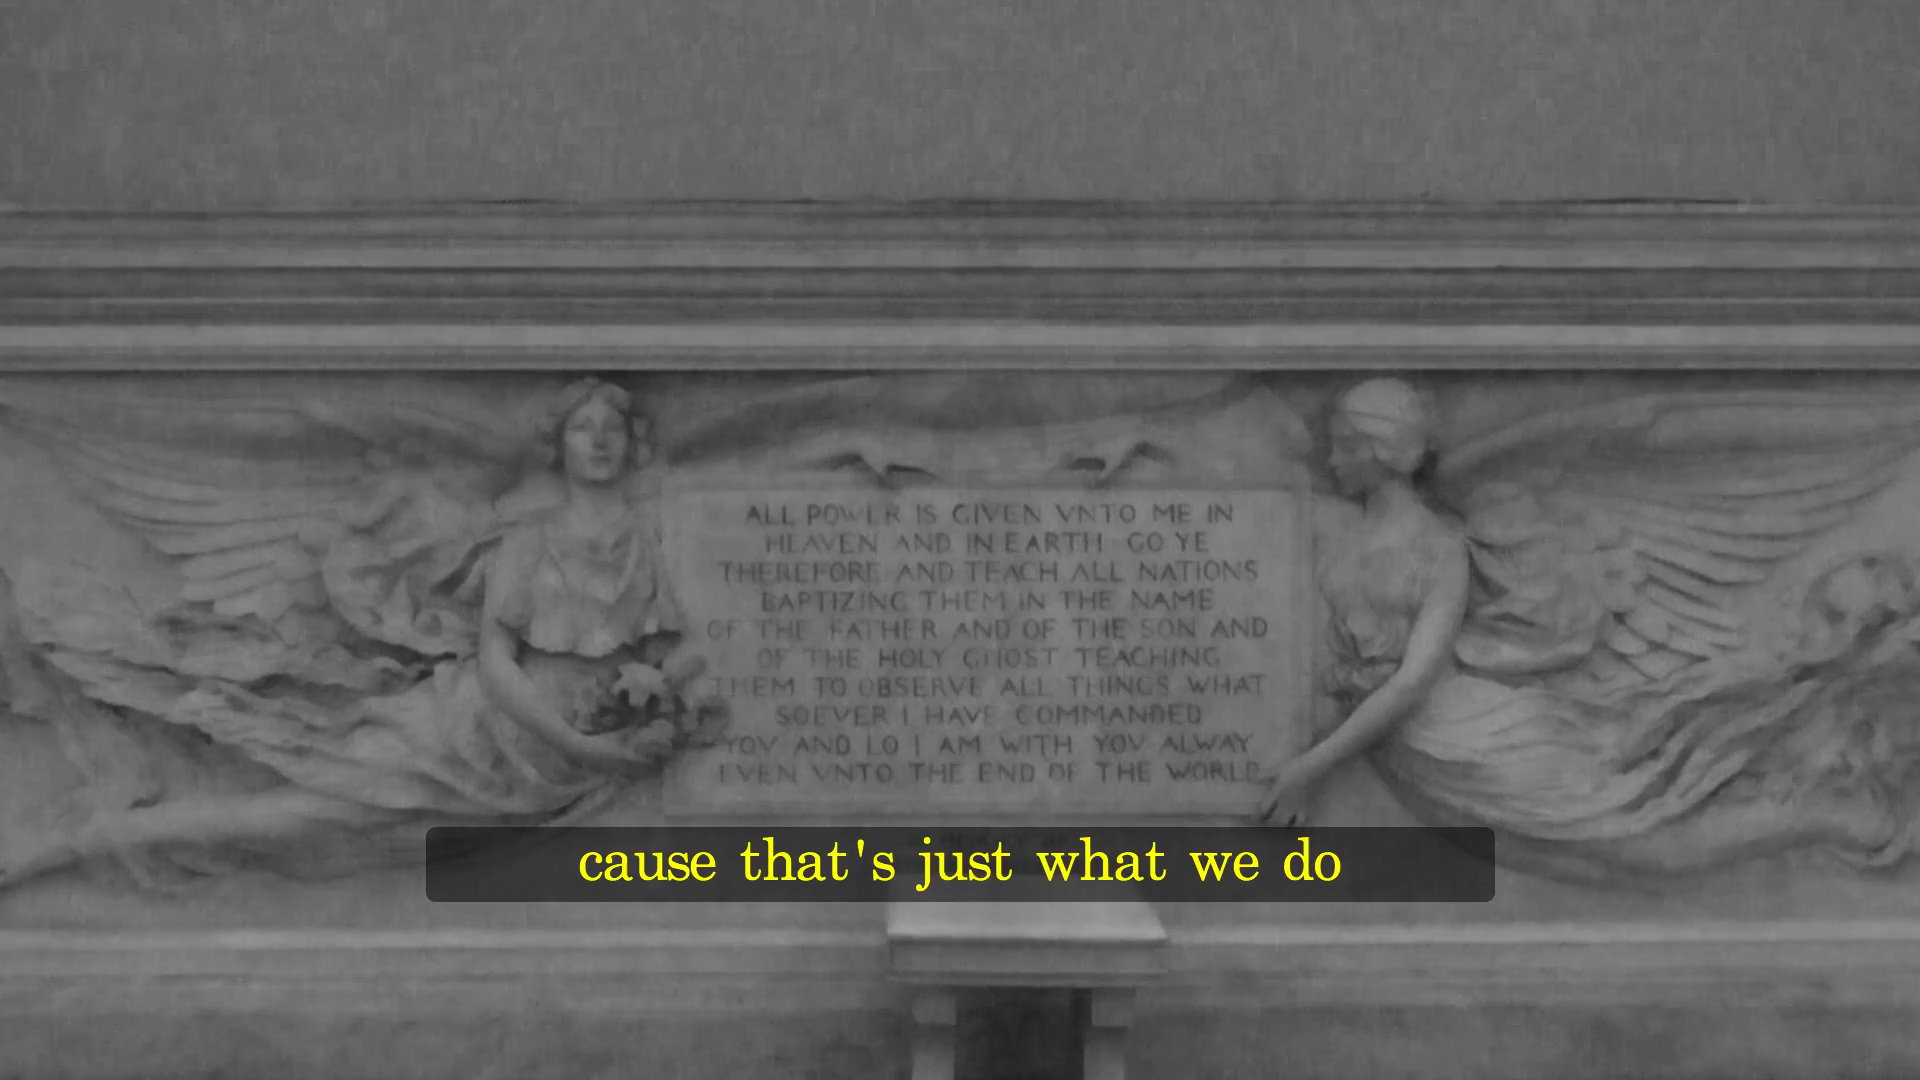 ALL POWER IS GIVEN VNTO ME IN
HEAVEN AND IN EARTH GO YE
THEREFORE AND TEACH ALL NATIONS
BAPTIZING THEM IN THE NAME
OF THE FATHER AND OF THE SON AND
OF THE HOLY GHOST TEACHING
THEM TO OBSERVE ALL THINGS WHAT
SOEVER I HAVE COMMANDED
YOV AND LO I AM WITH YOV ALWAY
EVEN VNTO THE END OF THE WORLD
cause that's just what we do